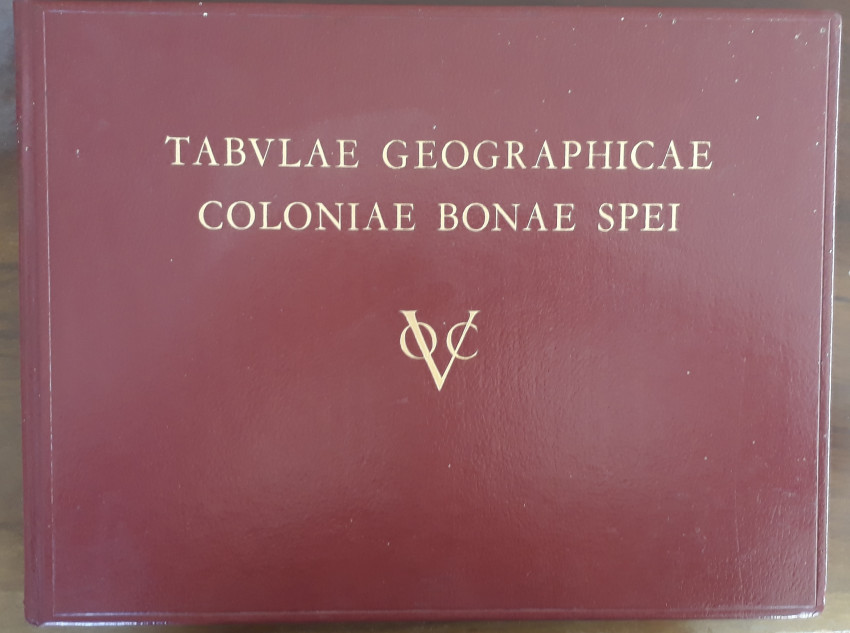 TABVLAE GEOGRAPHICAE
COLONIAE BONAE SPEI
VOC